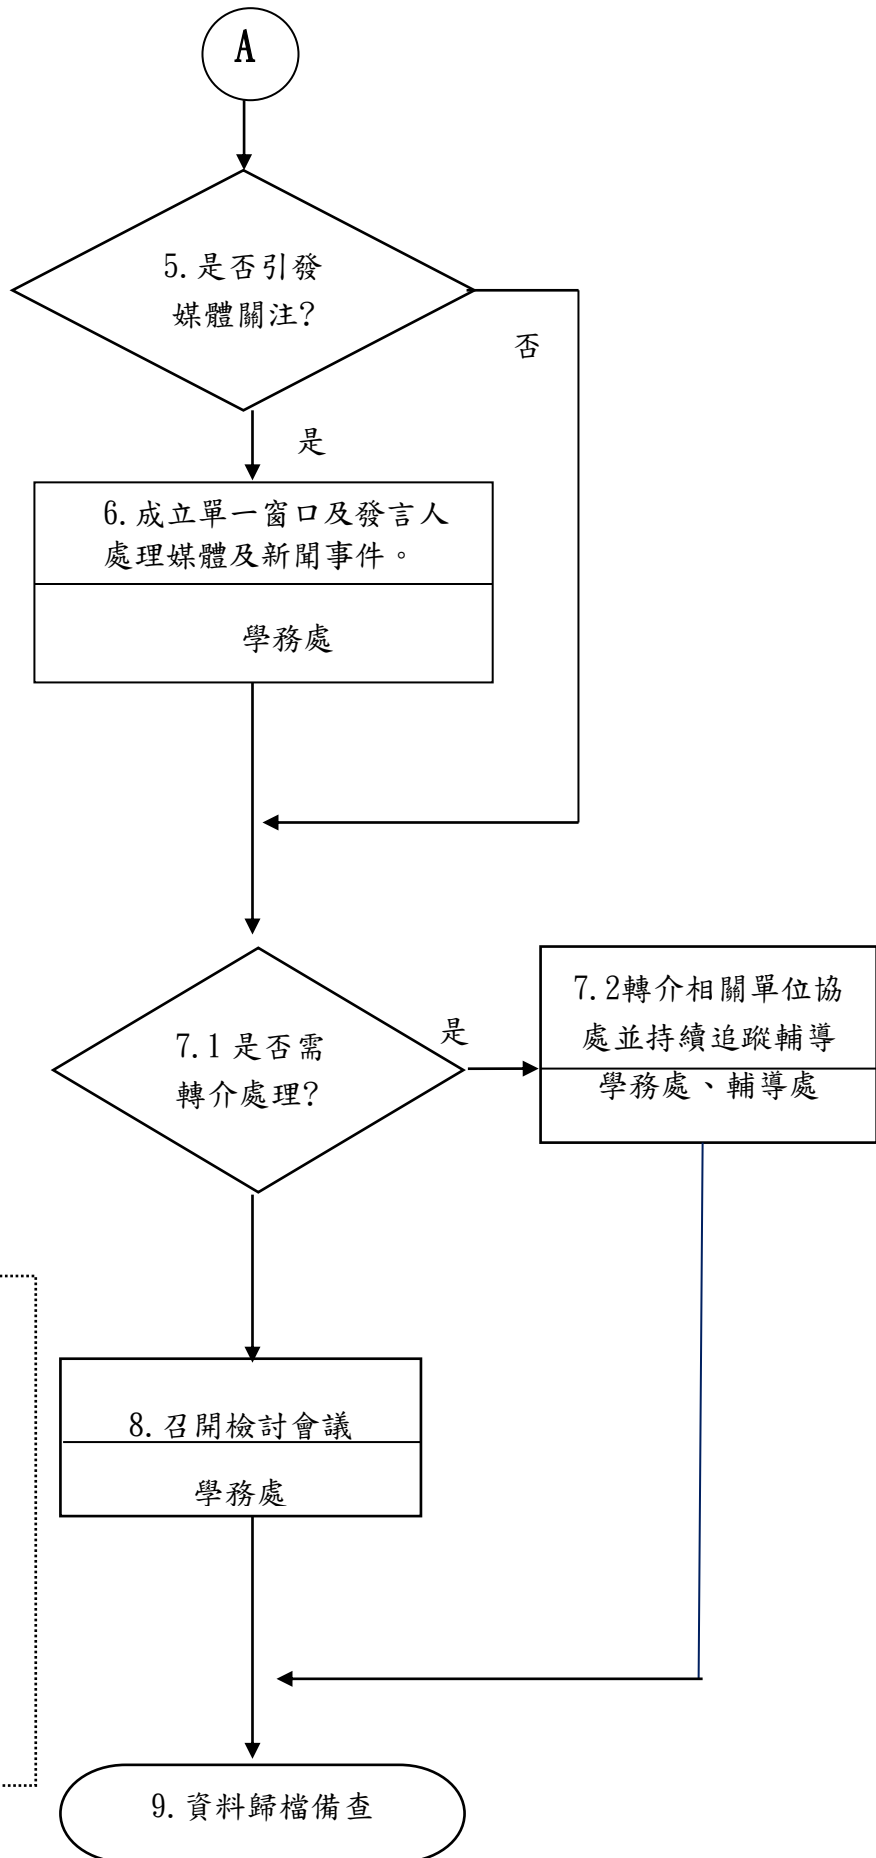 A
5.是否引發
媒體關注?
否
是
6.成立單一窗口及發言人
處理媒體及新聞事件。
學務處
7.1 是否需
轉介處理?
是
7.2轉介相關單位協
處並持續追蹤輔導
學務處、輔導處
8.召開檢討會議
學務處
9.資料歸檔備查